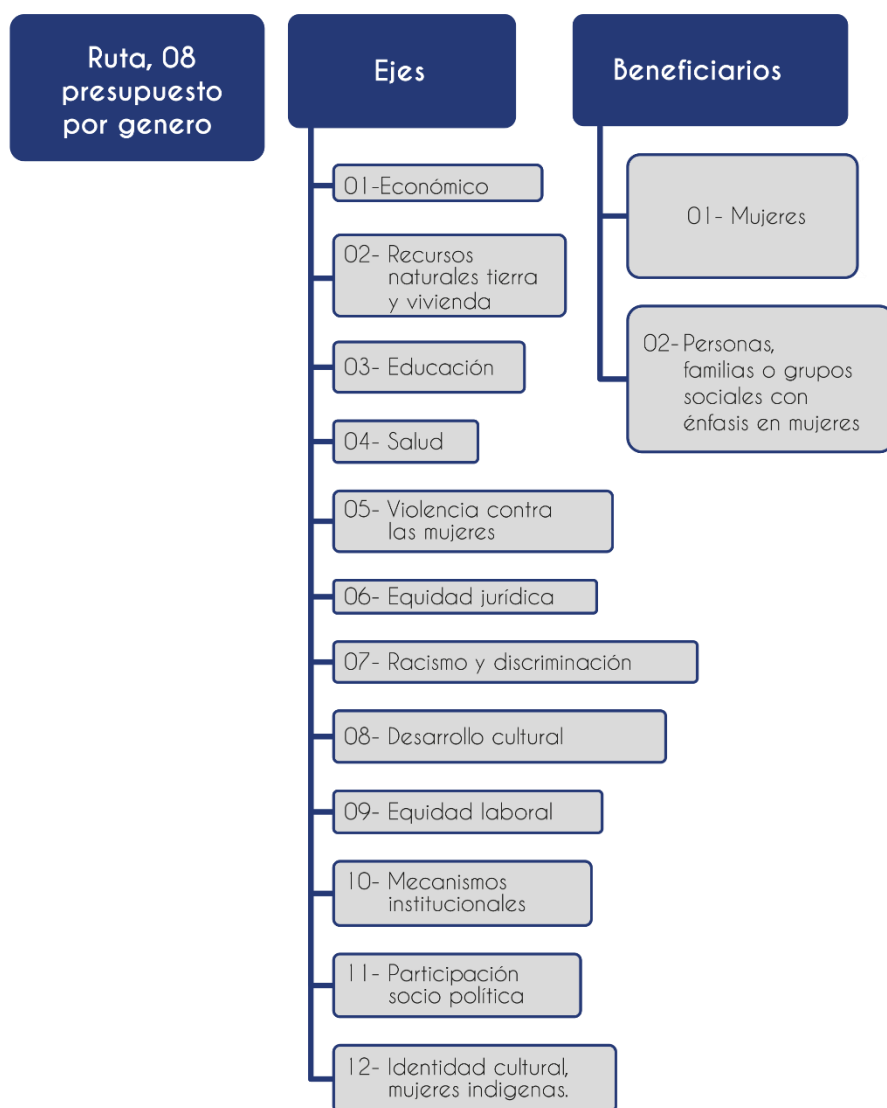 Ruta, 08
presupuesto
por genero
Ejes
01-Económico
02- Recursos
naturales tierra
y vivienda
03- Educación
04- Salud
05- Violencia contra
las mujeres
06- Equidad jurídica
07- Racismo y discriminación
08- Desarrollo cultural
09- Equidad laboral
10- Mecanismos
institucionales
11- Participación
socio política
12- Identidad cultural,
mujeres indigenas.
Beneficiarios
01- Mujeres
02- Personas,
familias o grupos
sociales con
énfasis en mujeres